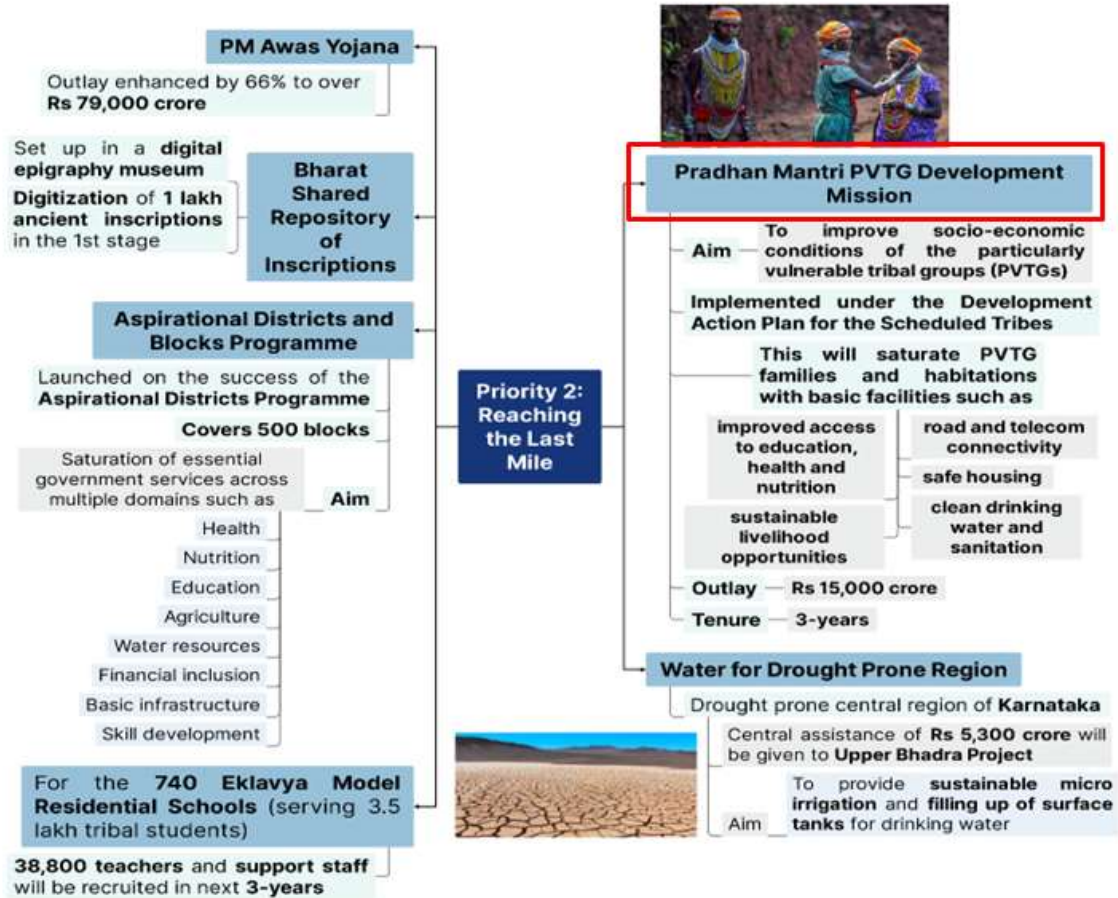 PM Awas Yojana
Outlay enhanced by 66% to over
Rs 79,000 crore
Set up in a digital
epigraphy museum
Digitization of 1 lakh
ancient inscriptions
in the 1st stage
Bharat
Shared
Repository
of
Inscriptions
Aspirational Districts and
Blocks Programme
Launched on the success of the
Aspirational Districts Programme
Covers 500 blocks
Saturation of essential
government services across
multiple domains such as
Aim
Health
Nutrition
Education
Agriculture
Water resources
Financial inclusion
Basic infrastructure
Skill development
For the 740 Eklavya Model
Residential Schools (serving 3.5
lakh tribal students)
38,800 teachers and support staff
will be recruited in next 3-years
Priority 2:
Reaching
the Last
Mile
Pradhan Mantri PVTG Development
Mission
Aim
To improve socio-economic
conditions of the particularly
vulnerable tribal groups (PVTGs)
Implemented under the Development
Action Plan for the Scheduled Tribes
This will saturate PVTG
families and habitations
with basic facilities such as
improved access
to education,
health and
nutrition
sustainable
livelihood
opportunities
road and telecom
connectivity
safe housing
clean drinking
water and
sanitation
Outlay
Rs 15,000 crore
Tenure
3-years
Water for Drought Prone Region
Drought prone central region of Karnataka
Central assistance of Rs 5,300 crore will
be given to Upper Bhadra Project
Aim
To provide sustainable micro
irrigation and filling up of surface
tanks for drinking water